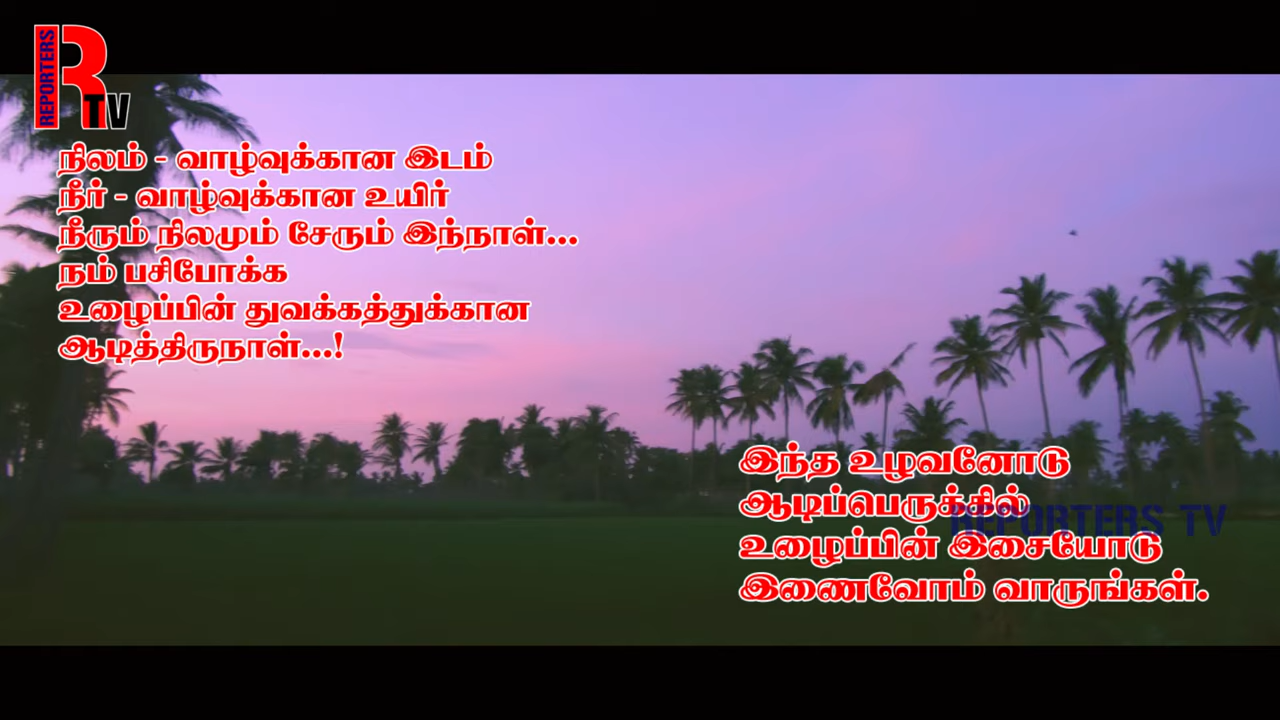 REPORTERS
R
TV
நிலம் - வாழ்வுக்கான இடம்
நீர் - வாழ்வுக்கான உயிர்
நீரும் நிலமும் சேரும் இந்நாள்...
நம் பசிபோக்க
உழைப்பின் துவக்கத்துக்கான
ஆடித்திருநாள்...!
இந்த உழவனோடு
ஆடிப்பெருக்கில்
REPORTERS TV
உழைப்பின் இசையோடு
இணைவோம் வாருங்கள்.